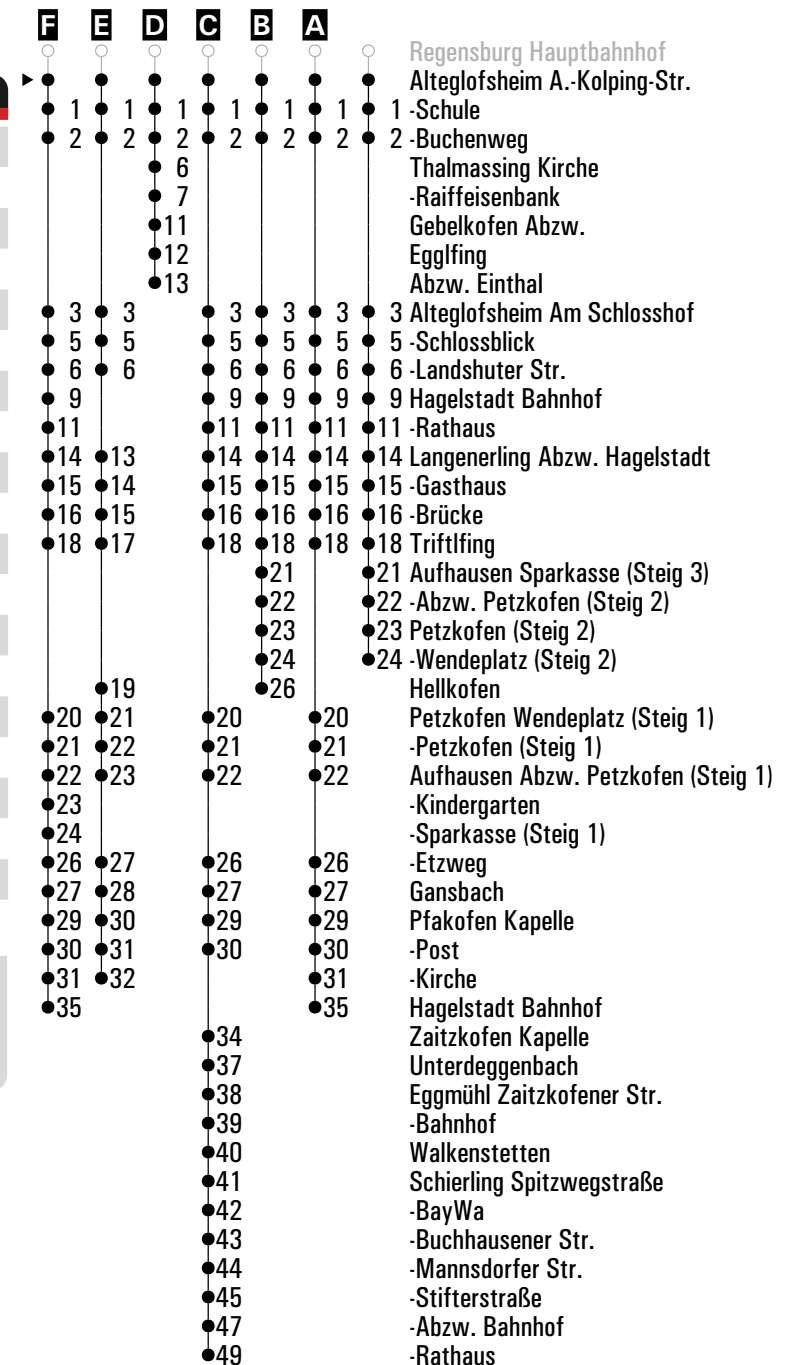 F E D C B A
Regensburg Hauptbahnhof
Alteglofsheim A.-Kolping-Str.
1 1 1 1 1 1 1 -Schule
2 2 2 2 2 2 2 -Buchenweg
6 Thalmassing Kirche
7 -Raiffeisenbank
11 Gebelkofen Abzw.
12 Egglfing
13 Abzw. Einthal
3 3 3 3 3 3 Alteglofsheim Am Schlosshof
5 5 5 5 5 5 -Schlossblick
6 6 6 6 6 6 -Landshuter Str.
9 9 9 9 9 Hagelstadt Bahnhof
11 11 11 11 11 -Rathaus
14 13 14 14 14 14 Langenerling Abzw. Hagelstadt
15 14 15 15 15 15 -Gasthaus
16 15 16 16 16 16 -Brücke
18 17 18 18 18 18 Triftlfing
21 21 Aufhausen Sparkasse (Steig 3)
22 22 -Abzw. Petzkofen (Steig 2)
23 23 Petzkofen (Steig 2)
24 24 -Wendeplatz (Steig 2)
19 26 Hellkofen
20 21 20 20 Petzkofen Wendeplatz (Steig 1)
21 22 21 21 -Petzkofen (Steig 1)
22 23 22 22 Aufhausen Abzw. Petzkofen (Steig 1)
23 -Kindergarten
24 -Sparkasse (Steig 1)
26 27 26 26 -Etzweg
27 28 27 27 Gansbach
29 30 29 29 Pfakofen Kapelle
30 31 30 30 -Post
31 32 31 -Kirche
35 35 Hagelstadt Bahnhof
34 Zaitzkofen Kapelle
37 Unterdeggenbach
38 Eggmühl Zaitzkofener Str.
39 -Bahnhof
40 Walkenstetten
41 Schierling Spitzwegstraße
42 -BayWa
43 -Buchhausener Str.
44 -Mannsdorfer Str.
45 -Stifterstraße
47 -Abzw. Bahnhof
49 -Rathaus